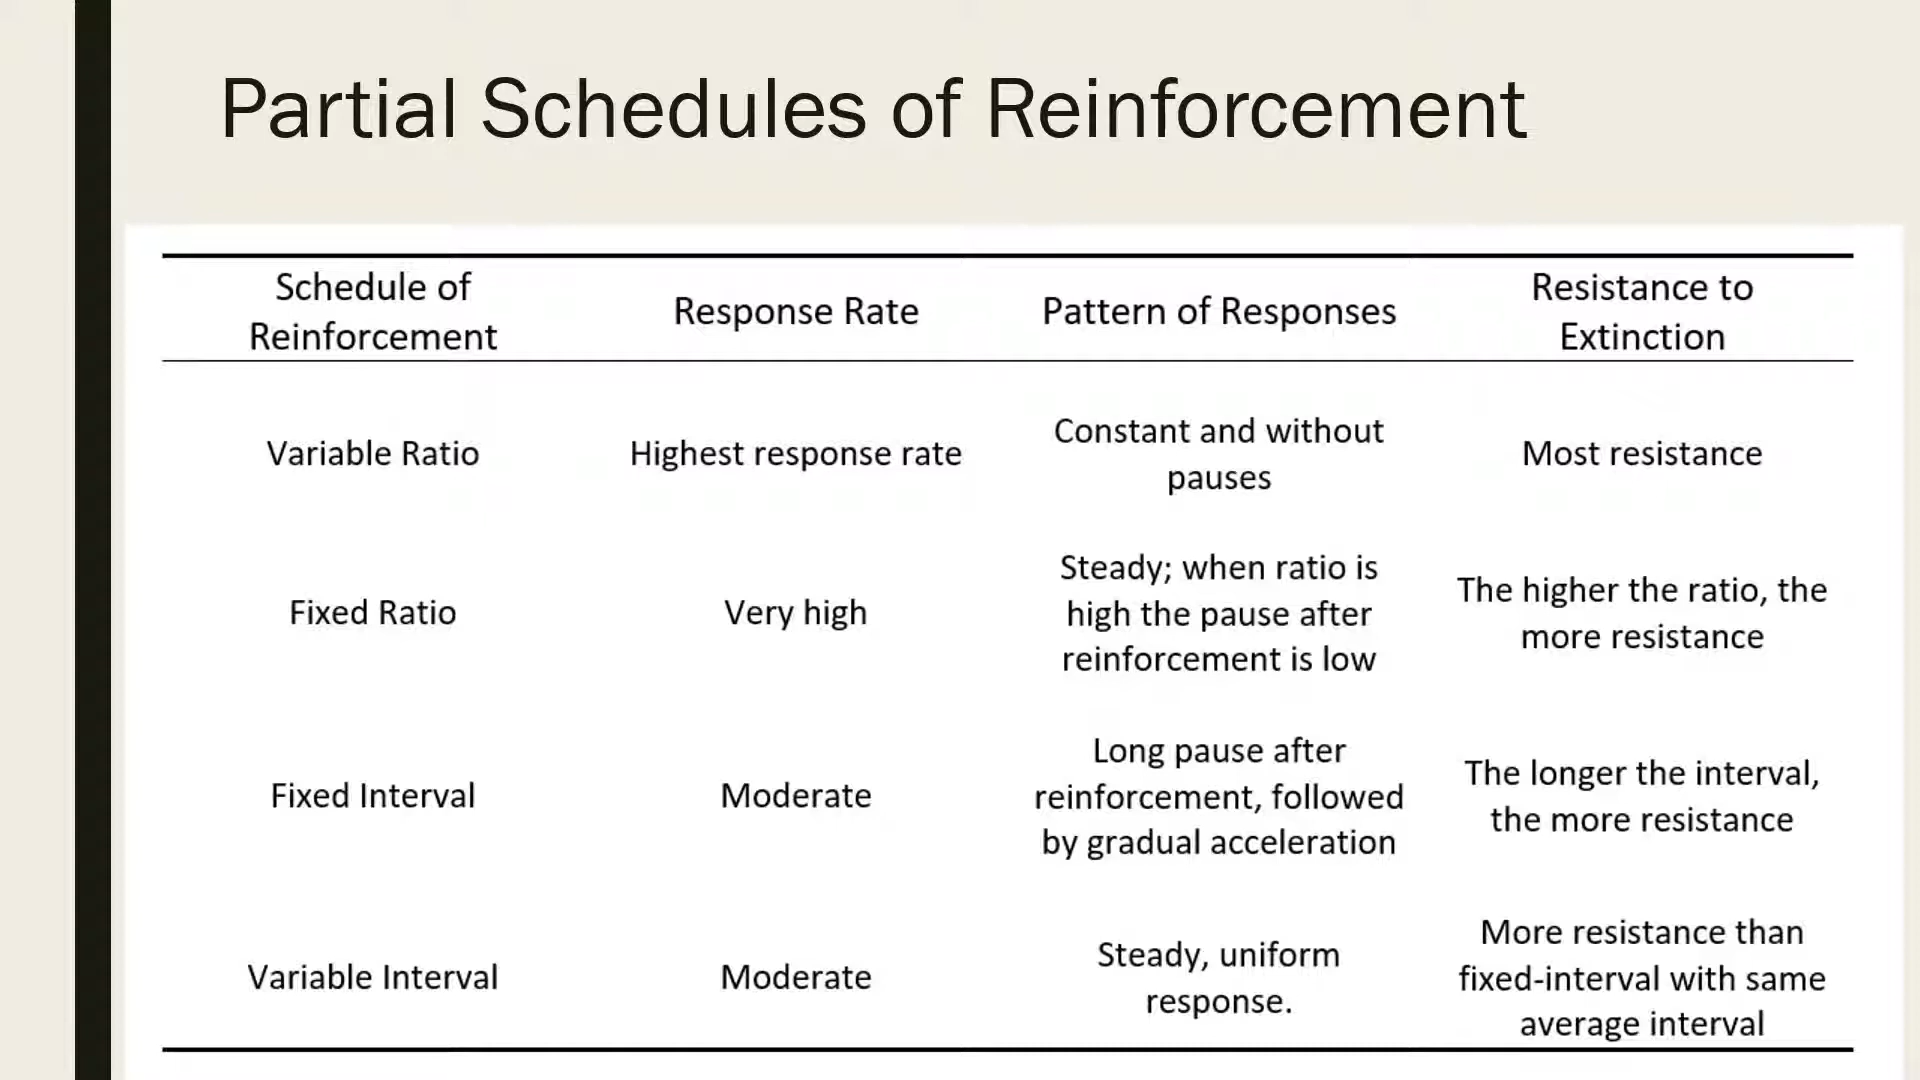 Partial Schedules of Reinforcement
Schedule of
Reinforcement
Response Rate
Pattern of Responses
Resistance to
Extinction
Variable Ratio
Highest response rate
Constant and without
pauses
Most resistance
Fixed Ratio
Very high
Steady; when ratio is
high the pause after
reinforcement is low
The higher the ratio, the
more resistance
Fixed Interval
Moderate
Long pause after
reinforcement, followed
by gradual acceleration
The longer the interval,
the more resistance
Variable Interval
Moderate
Steady, uniform
response.
More resistance than
fixed-interval with same
average interval